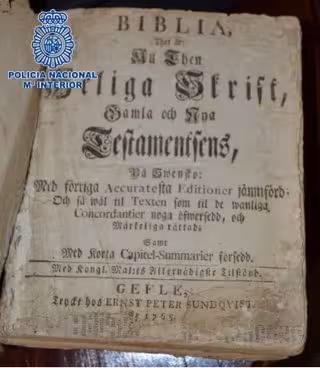 POLICIA NACIONAL
Mº INTERIOR
BIBLIA,
Thet är:
All Then
Heliga Skrift,
Gamla och Nya
Testamentsens,
På Swensko:
Med förriga Accuratesta Editioner jämnförd:
Och så wäl til Texten som til de wanliga
Concordantier noga öfwersedd, och
Märkeliga rättad:
Samt
Med Korta Capitel-Summarier försedd.
Med Kongl. Maj:ts Allernådigste Tilstånd.
GEFLE,
Tryckt hos ERNST PETER SUNDQVIST.